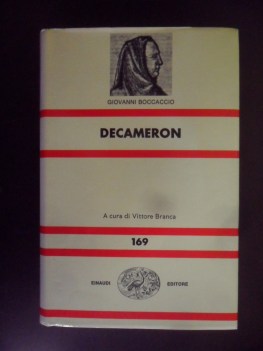 GIOVANNI BOCCACCIO
DECAMERON
A cura di Vittore Branca
169
EINAUDI EDITORE